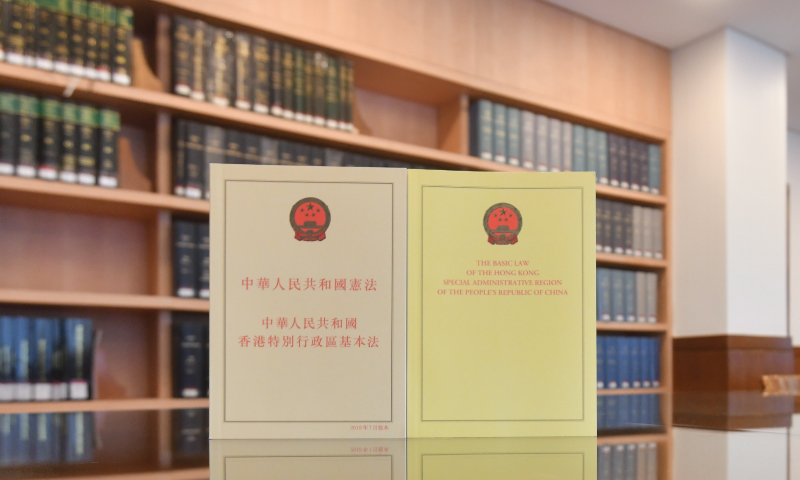 中華人民共和國憲法
中華人民共和國
香港特別行政區基本法
THE BASIC LAW
OF THE HONG KONG
SPECIAL ADMINISTRATIVE REGION
OF THE PEOPLE'S REPUBLIC OF CHINA